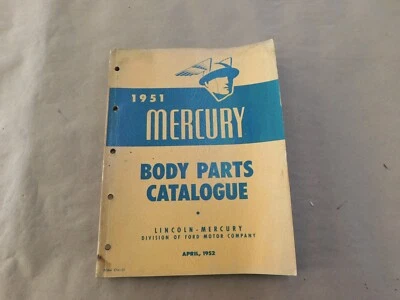 1951
MERCURY
BODY PARTS
CATALOGUE
LINCOLN-MERCURY
DIVISION OF FORD MOTOR COMPANY
APRIL, 1952